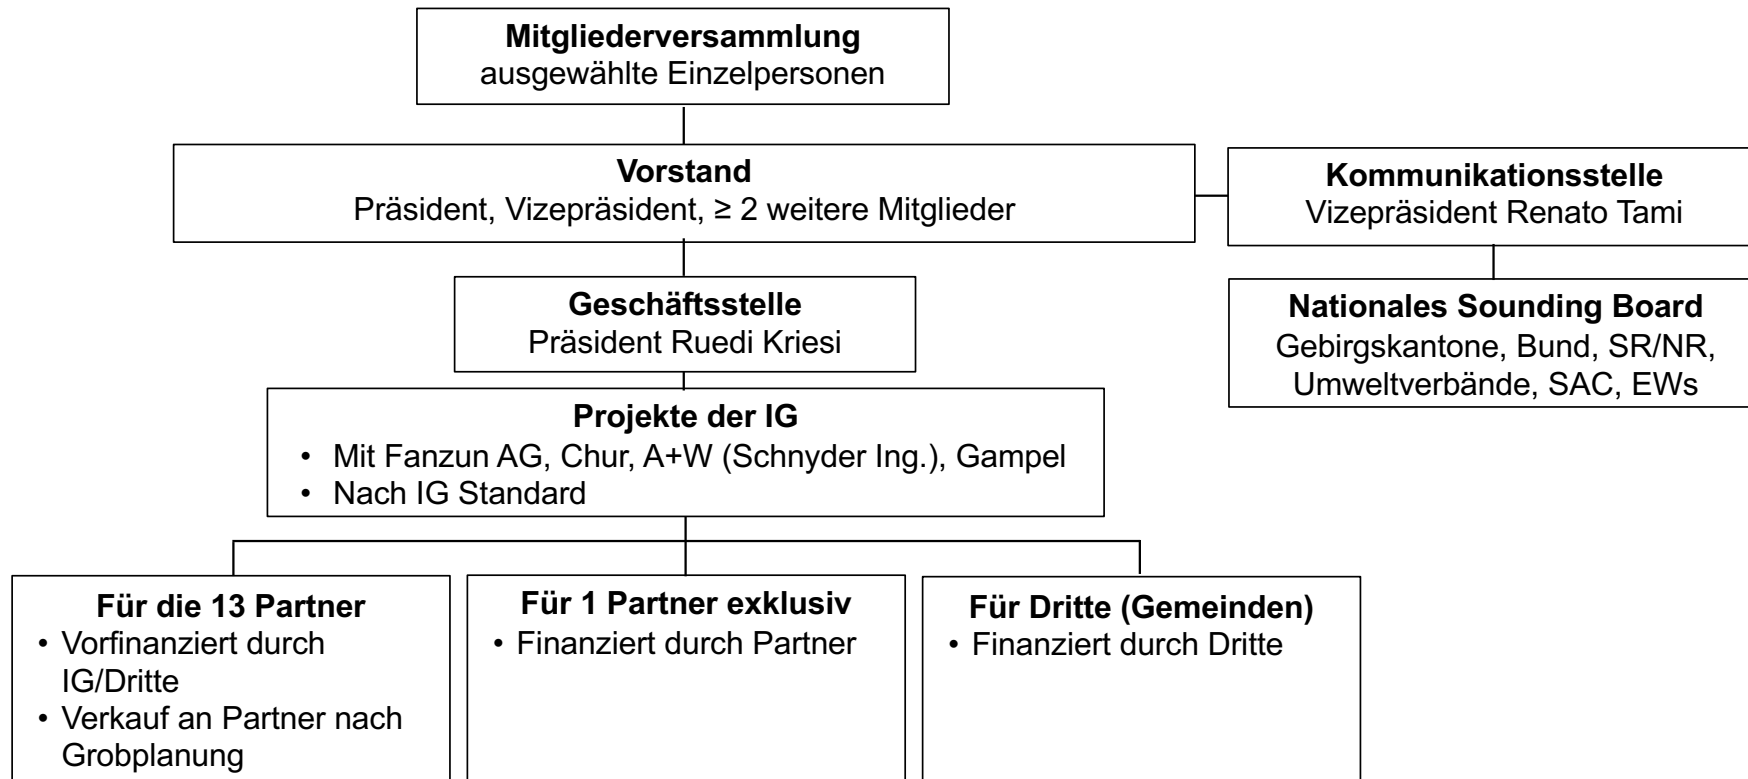 Mitgliederversammlung
ausgewählte Einzelpersonen
Vorstand
Präsident, Vizepräsident, ≥ 2 weitere Mitglieder
Kommunikationsstelle
Vizepräsident Renato Tami
Geschäftsstelle
Präsident Ruedi Kriesi
Nationales Sounding Board
Gebirgskantone, Bund, SR/NR,
Umweltverbände, SAC, EWs
Projekte der IG
• Mit Fanzun AG, Chur, A+W (Schnyder Ing.), Gampel
• Nach IG Standard
Für die 13 Partner
• Vorfinanziert durch
IG/Dritte
• Verkauf an Partner nach
Grobplanung
Für 1 Partner exklusiv
• Finanziert durch Partner
Für Dritte (Gemeinden)
• Finanziert durch Dritte